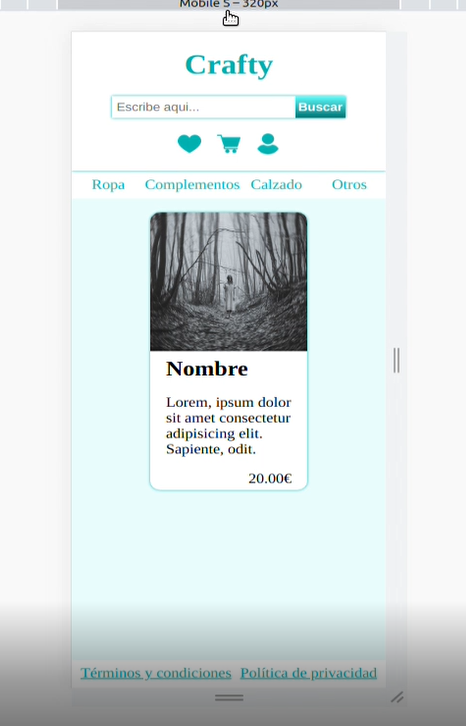 Mobile S – 320px
Crafty
Escribe aqui...
Buscar
Ropa Complementos Calzado Otros
Nombre
Lorem, ipsum dolor
sit amet consectetur
adipisicing elit.
Sapiente, odit.
20.00€
Términos y condiciones Política de privacidad